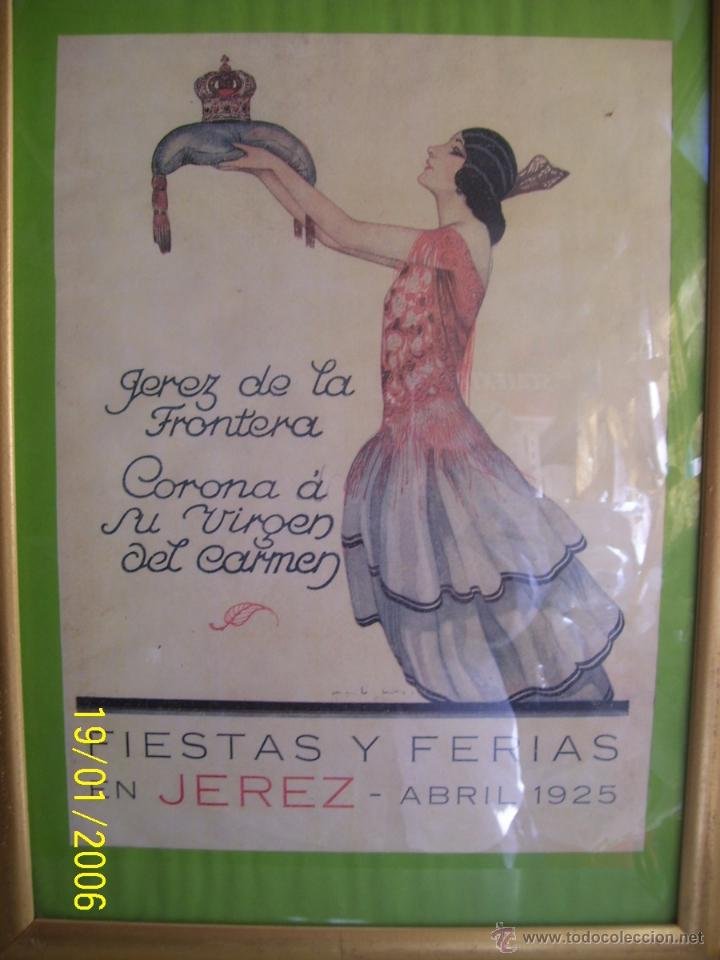 Jerez de la
Frontera
Corona á
su Virgen
del Carmen
FIESTAS Y FERIAS
EN JEREZ - ABRIL 1925
19/01/2006
© www.todocoleccion.net